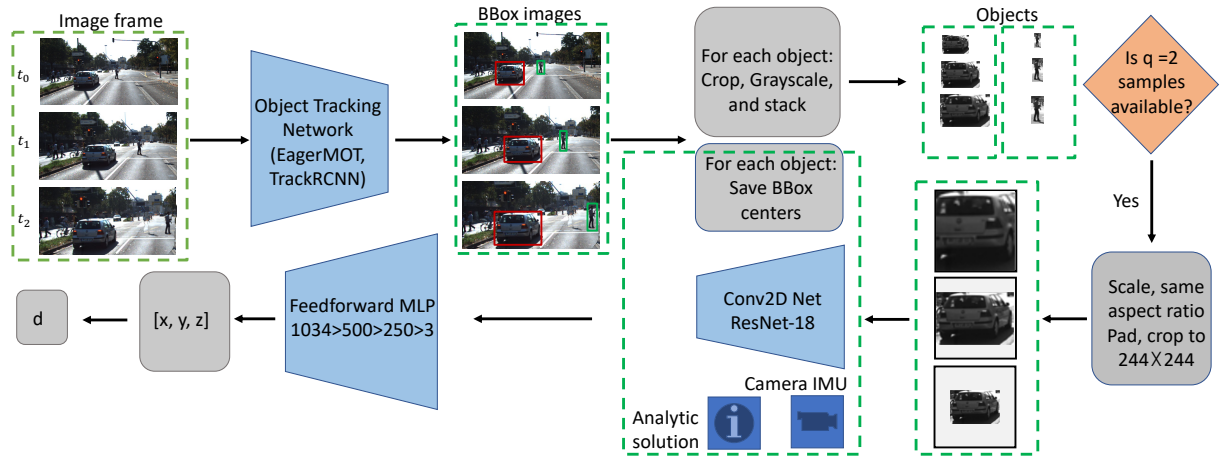 Image frame
BBox images
Objects
t₀
t₁
t₂
Object Tracking
Network
(EagerMOT,
TrackRCNN)
For each object:
Crop, Grayscale,
and stack
For each object:
Save BBox
centers
Is q =2
samples
available?
Yes
Scale, same
aspect ratio
Pad, crop to
244X244
Conv2D Net
ResNet-18
Camera IMU
Analytic
solution
Feedforward MLP
1034>500>250>3
[x, y, z]
d